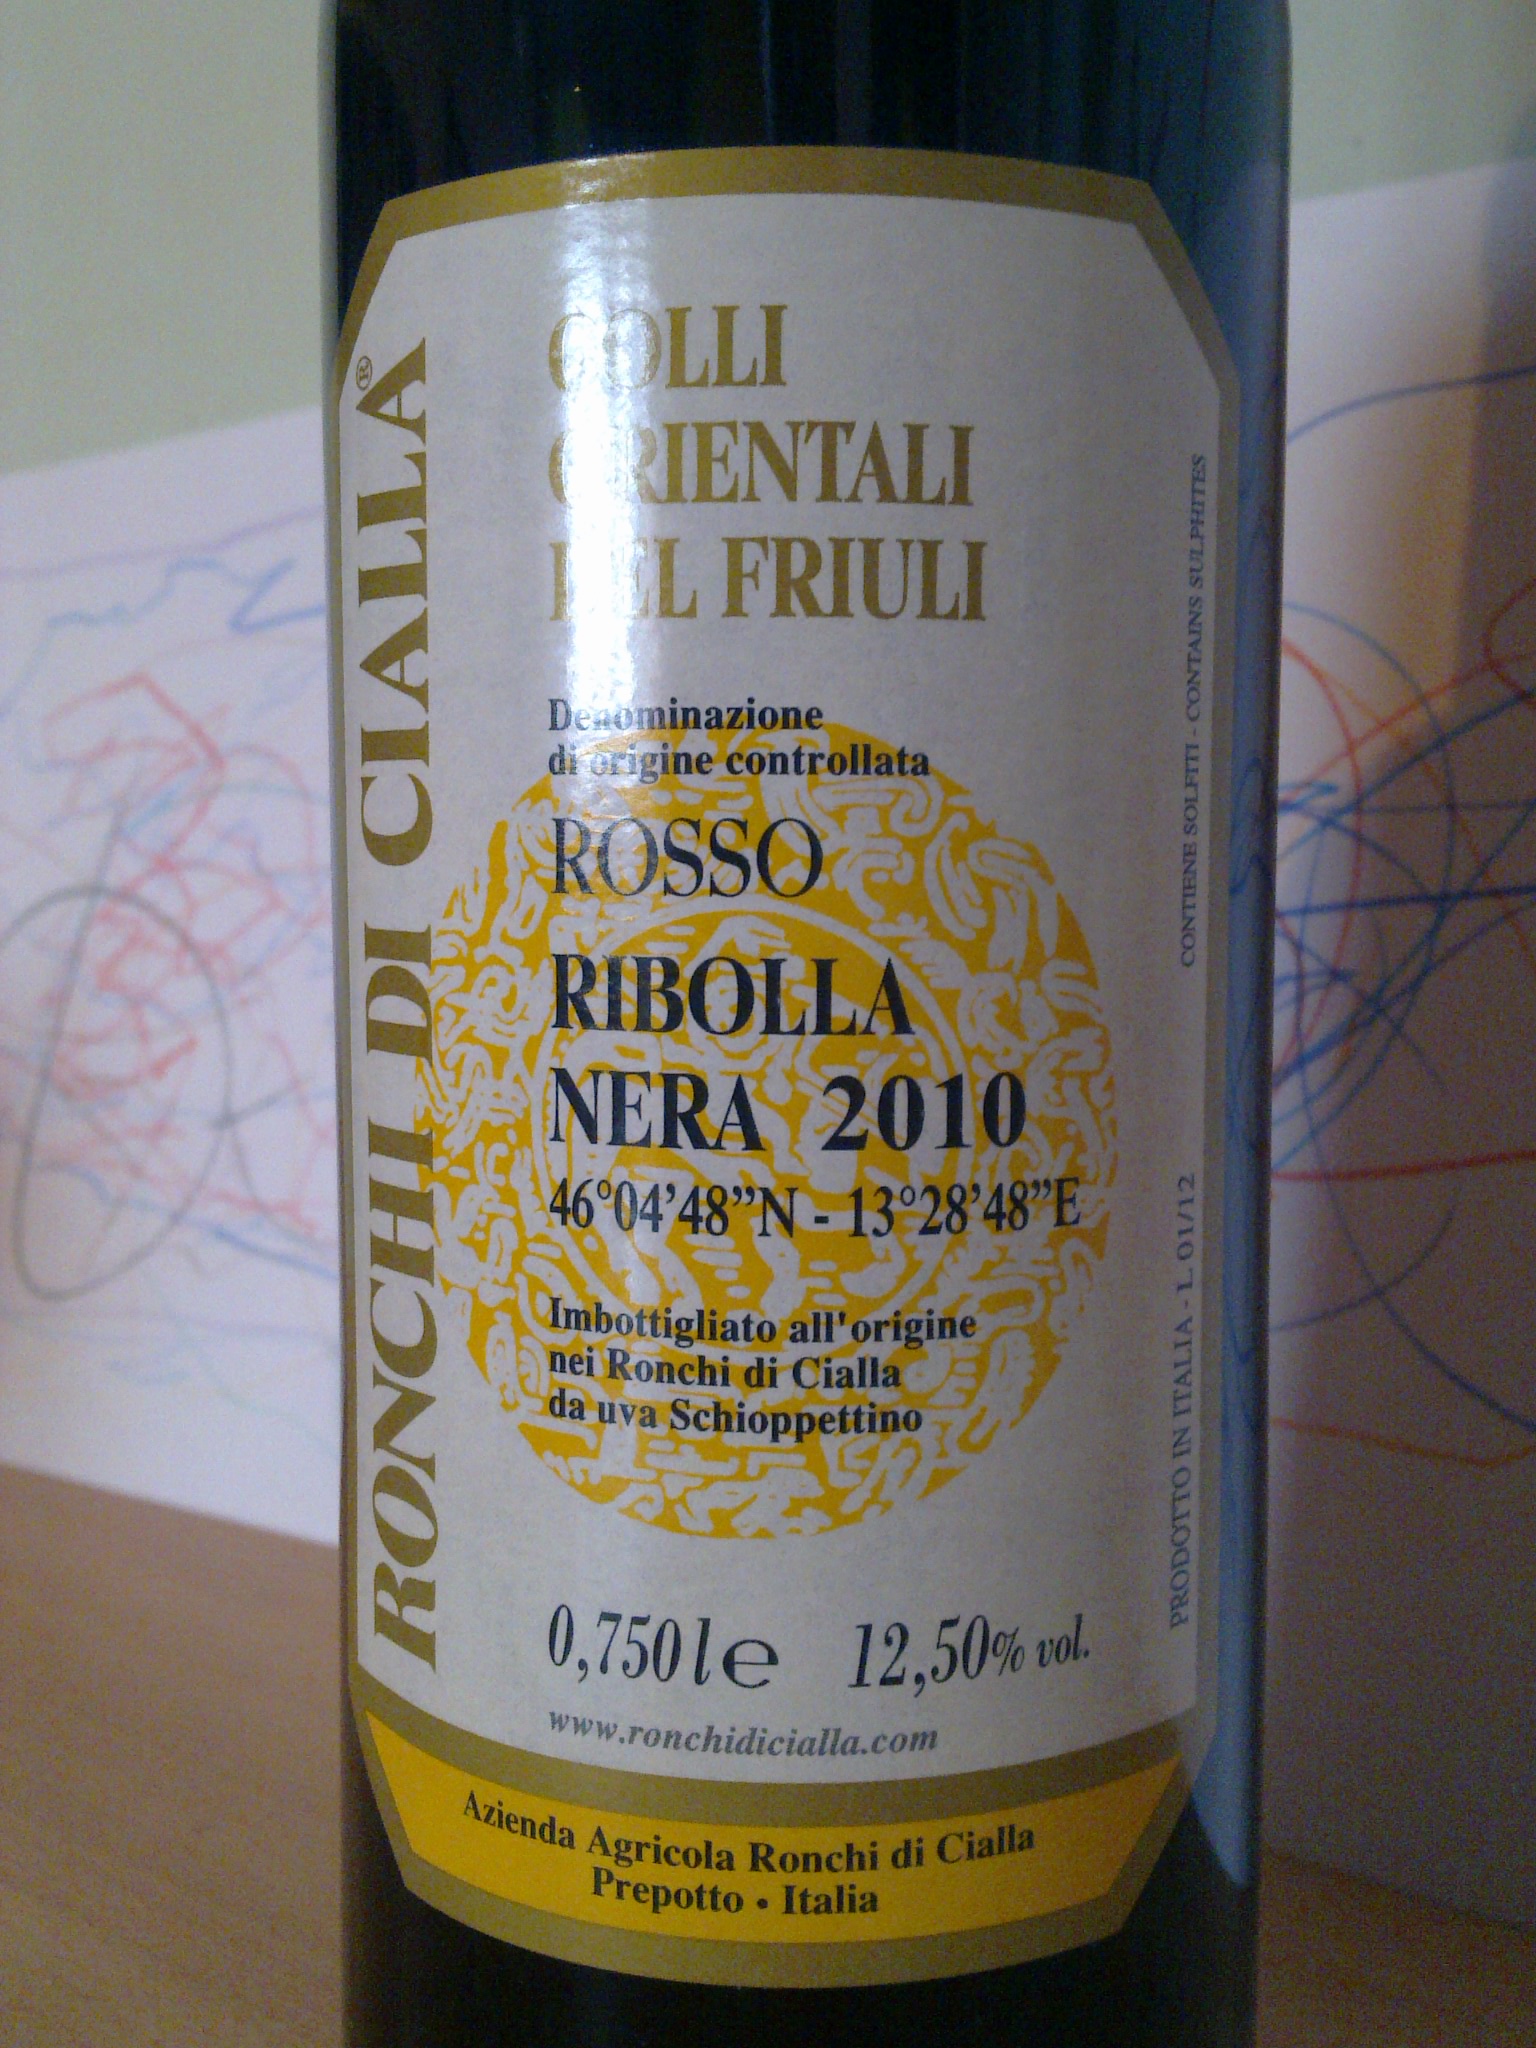 RONCHI DI CIALLA®
COLLI
ORIENTALI
DEL FRIULI
Denominazione
di origine controllata
ROSSO
RIBOLLA
NERA 2010
46°04'48”N - 13°28'48”E
Imbottigliato all'origine
nei Ronchi di Cialla
da uva Schioppettino
0,750 l e 12,50% vol.
www.ronchidicialla.com
Azienda Agricola Ronchi di Cialla
Prepotto • Italia
PRODOTTO IN ITALIA - L. 01/12
CONTIENE SOLFITI - CONTAINS SULPHITES